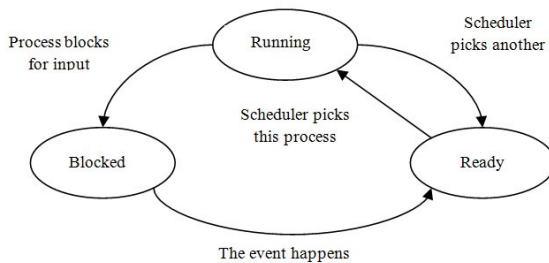 Process blocks
for input
Running
Scheduler
picks another
Scheduler picks
this process
Blocked
Ready
The event happens